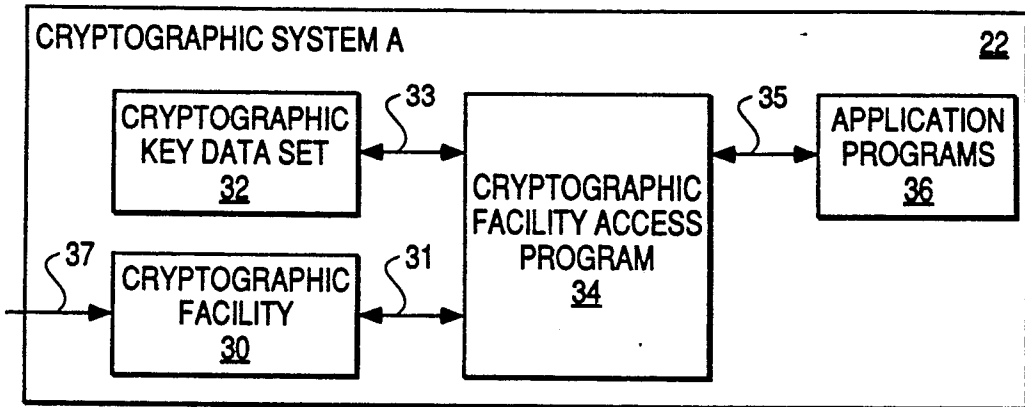 CRYPTOGRAPHIC SYSTEM A
22
CRYPTOGRAPHIC
KEY DATA SET
32
33
CRYPTOGRAPHIC
FACILITY ACCESS
PROGRAM
34
35
APPLICATION
PROGRAMS
36
37
CRYPTOGRAPHIC
FACILITY
30
31